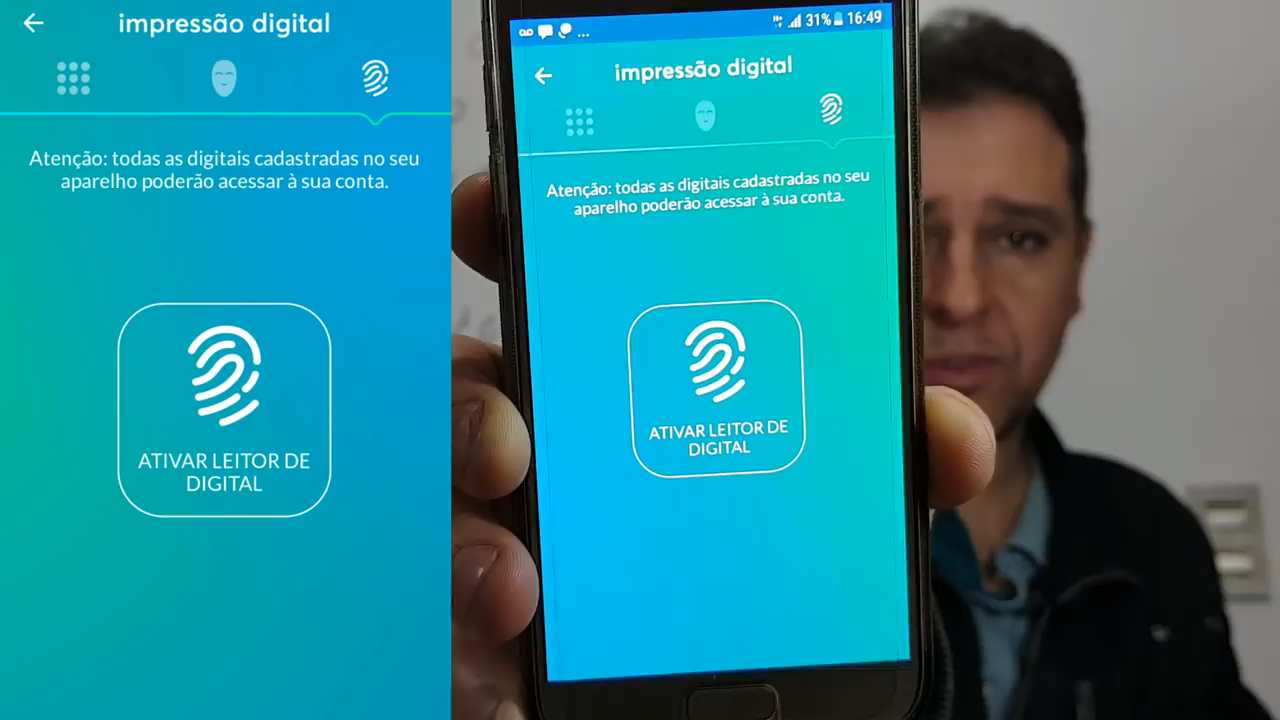 impressão digital
Atenção: todas as digitais cadastradas no seu
aparelho poderão acessar à sua conta.
ATIVAR LEITOR DE
DIGITAL
31% 16:49
impressão digital
Atenção: todas as digitais cadastradas no seu
aparelho poderão acessar à sua conta.
ATIVAR LEITOR DE
DIGITAL